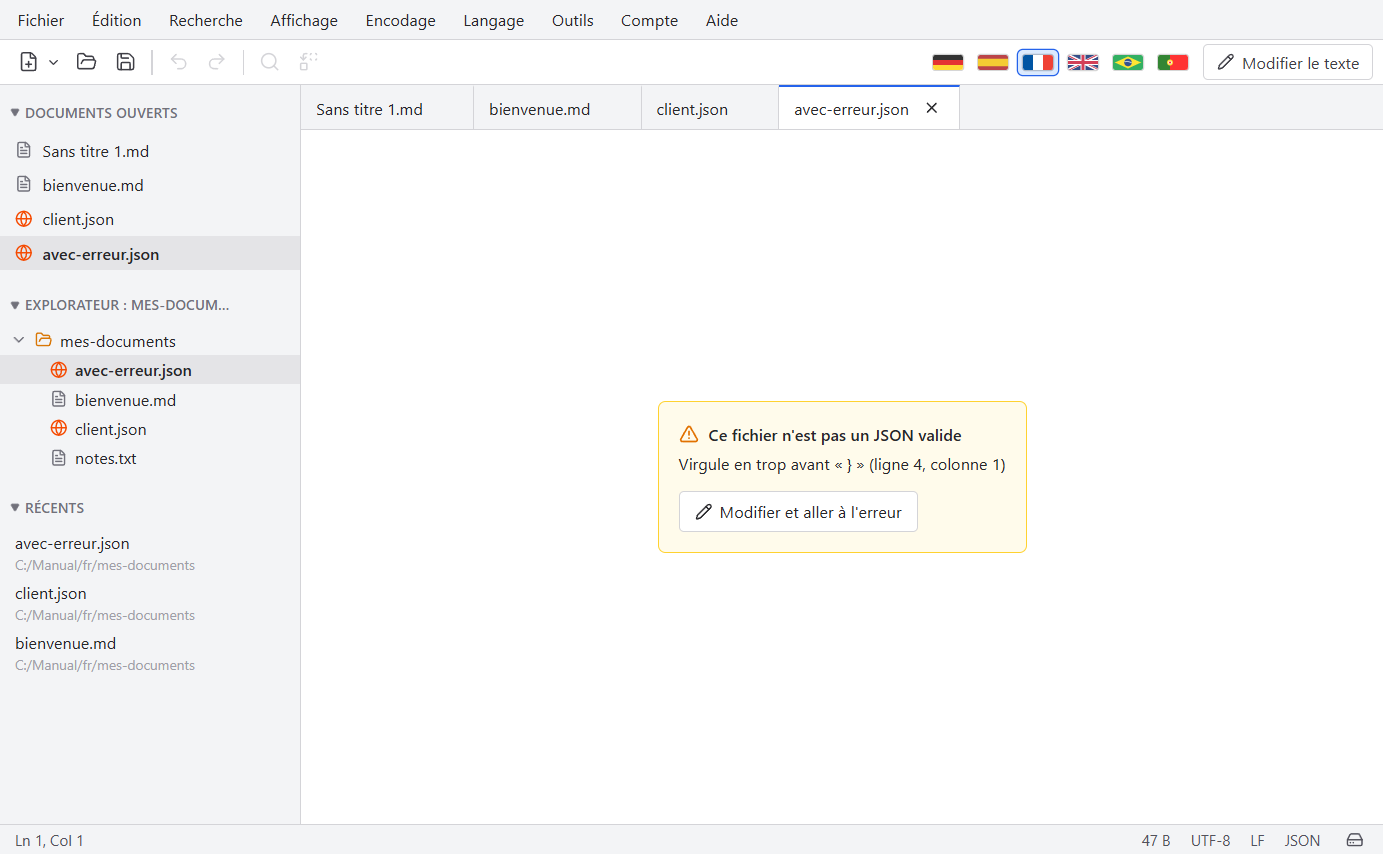 Fichier Édition Recherche Affichage Encodage Langage Outils Compte Aide
Modifier le texte
DOCUMENTS OUVERTS
Sans titre 1.md
bienvenue.md
client.json
avec-erreur.json
EXPLORATEUR : MES-DOCUM...
mes-documents
avec-erreur.json
bienvenue.md
client.json
notes.txt
RÉCENTS
avec-erreur.json
C:/Manual/fr/mes-documents
client.json
C:/Manual/fr/mes-documents
bienvenue.md
C:/Manual/fr/mes-documents
Sans titre 1.md bienvenue.md client.json avec-erreur.json
Ce fichier n'est pas un JSON valide
Virgule en trop avant « } » (ligne 4, colonne 1)
Modifier et aller à l'erreur
Ln 1, Col 1 47 B UTF-8 LF JSON